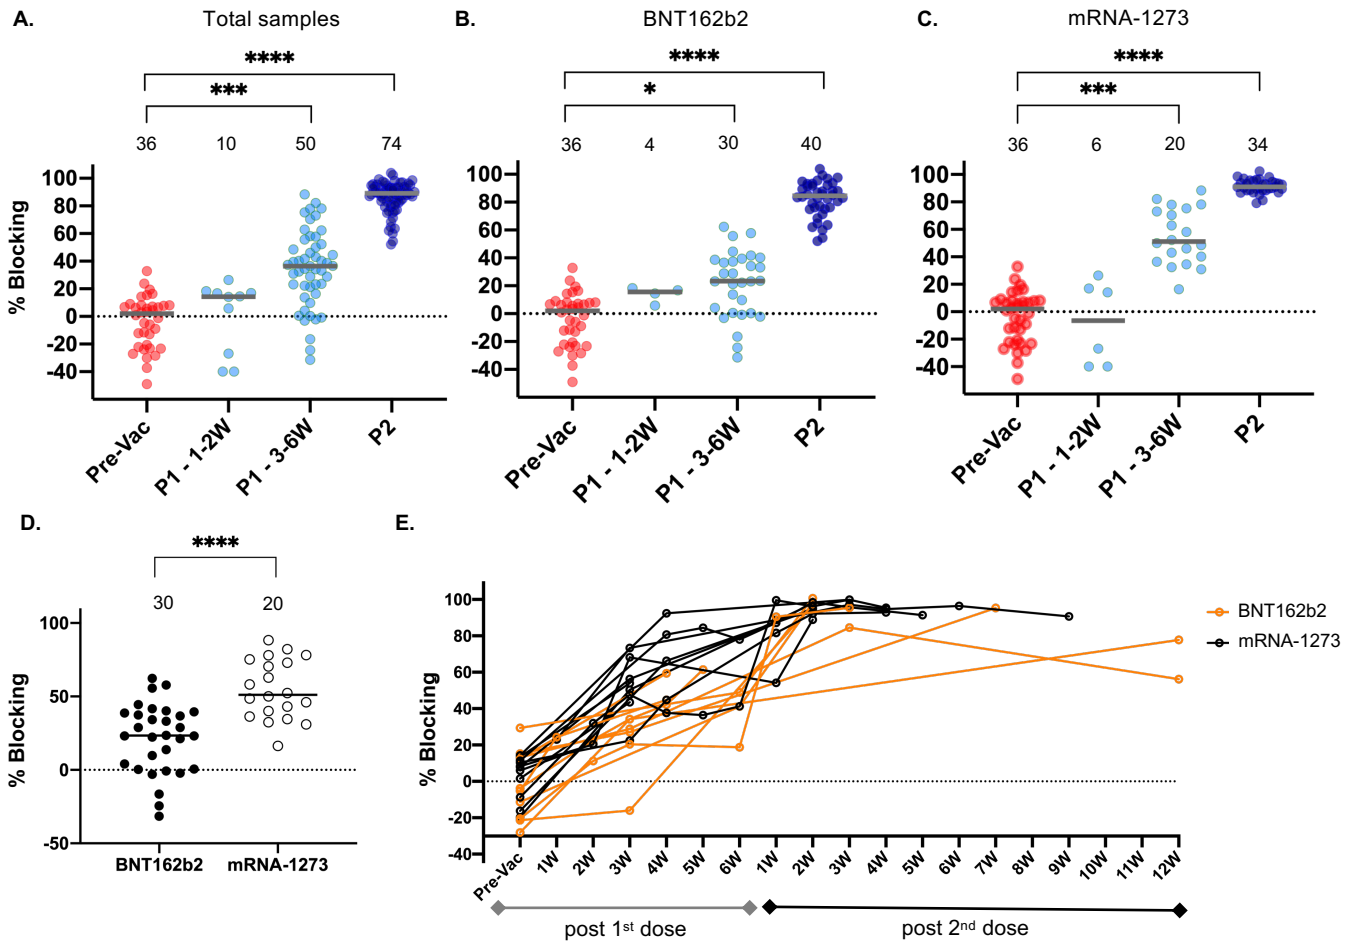 A.
Total samples
****
***
36 10 50 74
% Blocking
100
80
60
40
20
0
-20
-40
Pre-Vac
P1 - 1-2W
P1 - 3-6W
P2
B.
BNT162b2
****
*
36 4 30 40
100
80
60
40
20
0
-20
-40
Pre-Vac
P1 - 1-2W
P1 - 3-6W
P2
C.
mRNA-1273
****
***
36 6 20 34
100
80
60
40
20
0
-20
-40
Pre-Vac
P1 - 1-2W
P1 - 3-6W
P2
D.
****
30 20
% Blocking
100
50
0
-50
BNT162b2
mRNA-1273
E.
% Blocking
100
80
60
40
20
0
-20
-40
Pre-Vac
1W
2W
3W
4W
5W
6W
1W
2W
3W
4W
5W
6W
7W
8W
9W
10W
11W
12W
post 1st dose
post 2nd dose
BNT162b2
mRNA-1273